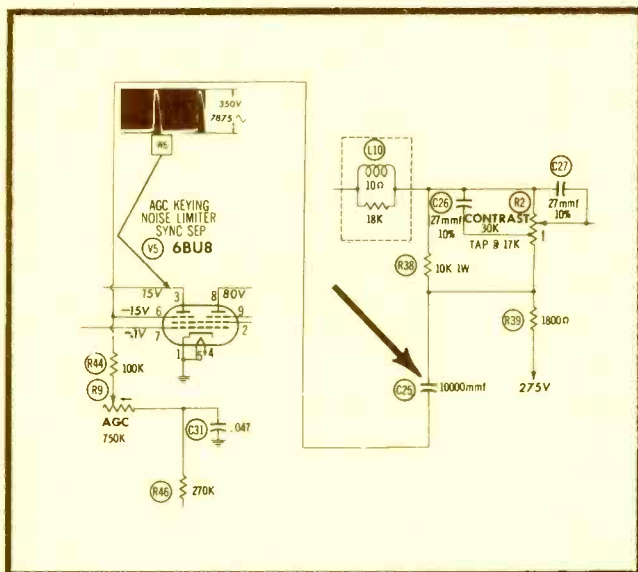 350V
7875 ~
W6
AGC KEYING
NOISE LIMITER
SYNC SEP
V5 6BU8
15V 3 8 80V
-15V 6 9
-.1V 7 2
1 5 4
R44
100K
R9
AGC
750K
C31 .047
R46 270K
L10
10Ω
18K
C26
27mmf
10%
CONTRAST
30K
TAP @ 17K
R2
C27
27mmf
10%
R38 10K 1W
R39 1800Ω
C25 10000mmf
275V